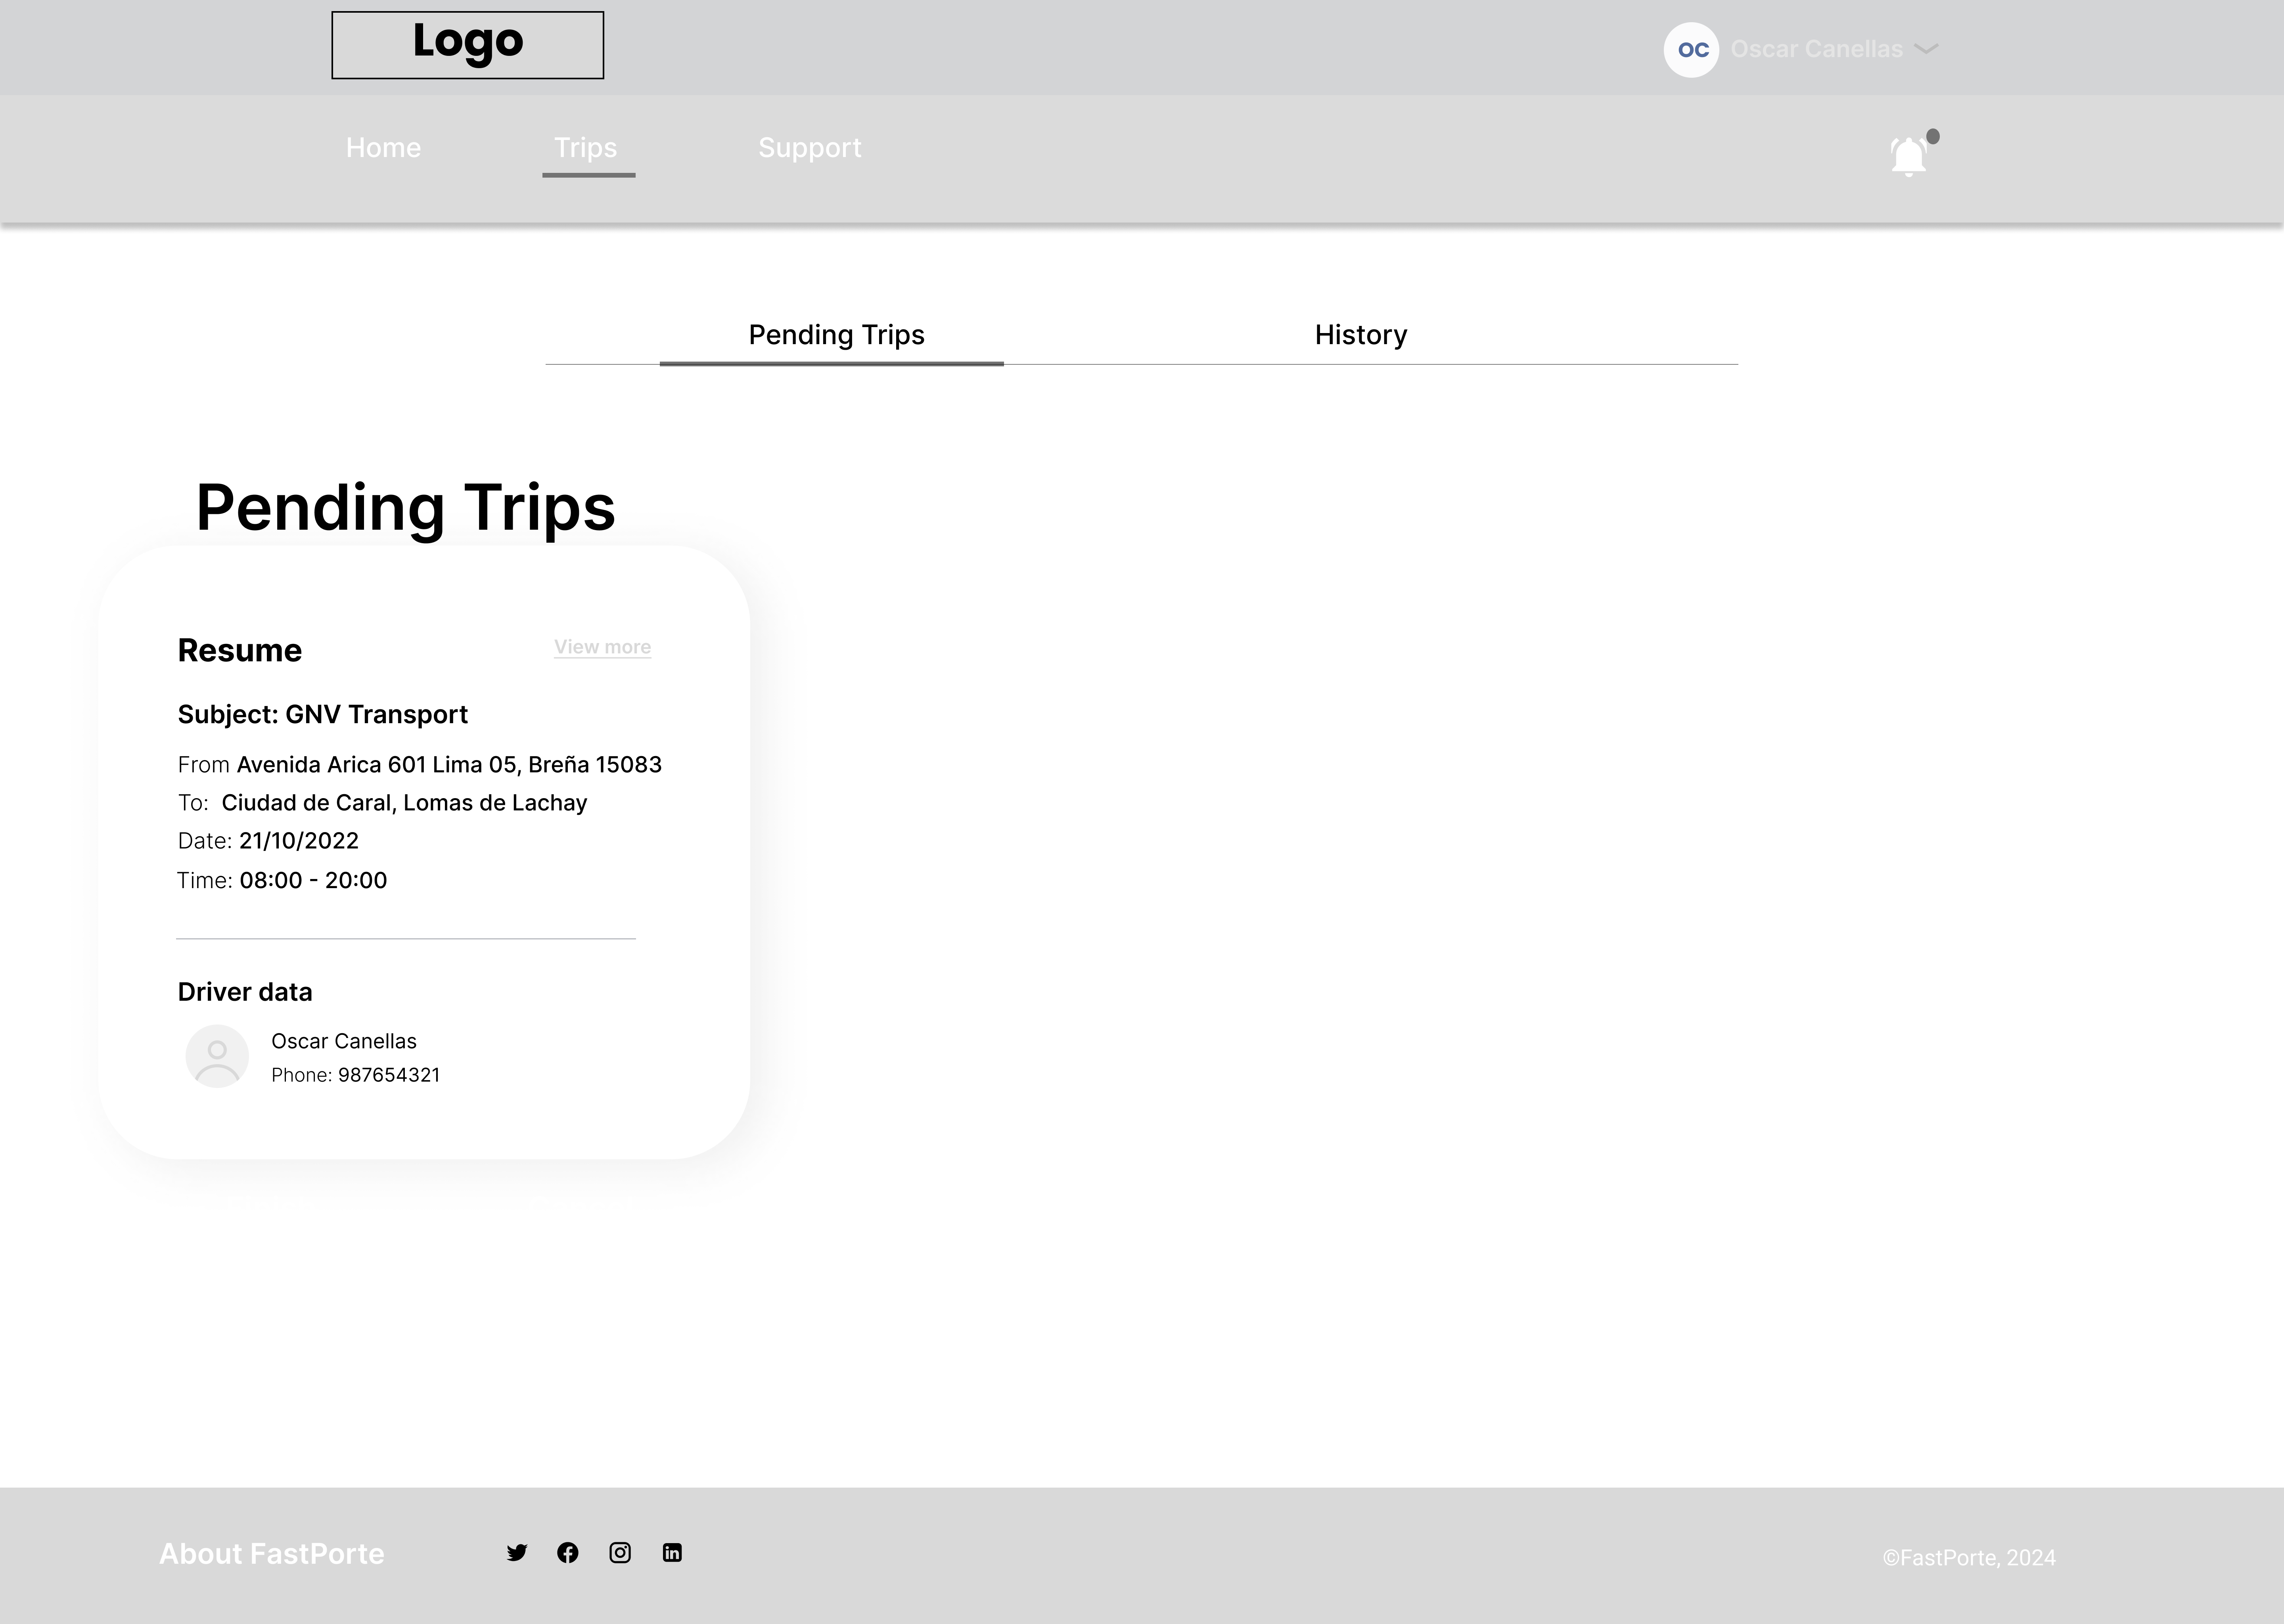 Logo
OC Oscar Canellas
Home Trips Support
Pending Trips History
Pending Trips
Resume View more
Subject: GNV Transport
From Avenida Arica 601 Lima 05, Breña 15083
To: Ciudad de Caral, Lomas de Lachay
Date: 21/10/2022
Time: 08:00 - 20:00
Driver data
Oscar Canellas
Phone: 987654321
About FastPorte ©FastPorte, 2024